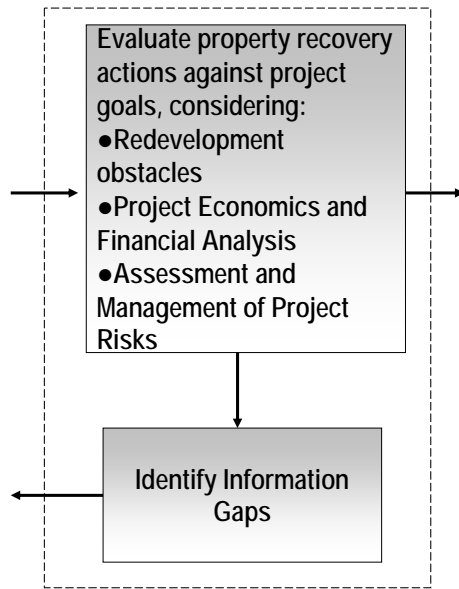 Evaluate property recovery
actions against project
goals, considering:
●Redevelopment
obstacles
●Project Economics and
Financial Analysis
●Assessment and
Management of Project
Risks
Identify Information
Gaps